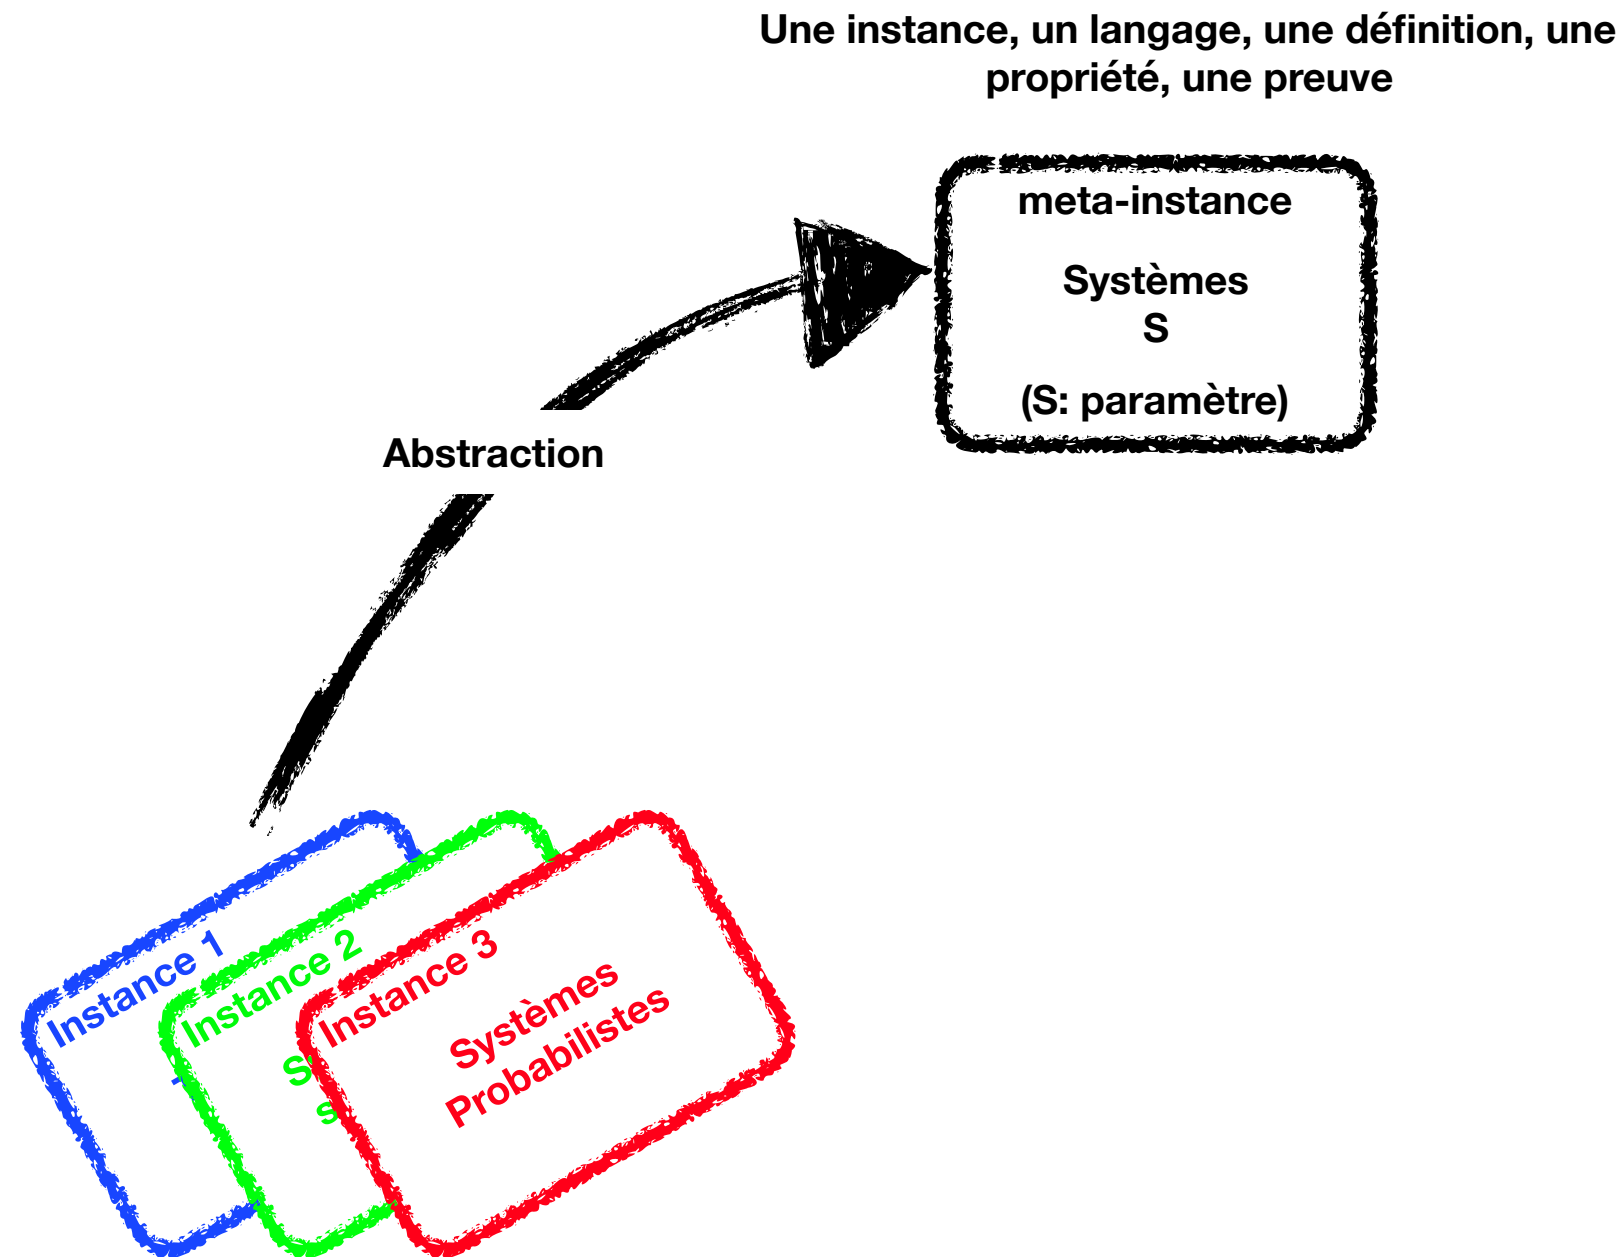 Une instance, un langage, une définition, une
propriété, une preuve
meta-instance
Systèmes
S
(S: paramètre)
Abstraction
Instance 1
Instance 2
Instance 3
Systèmes
Probabilistes